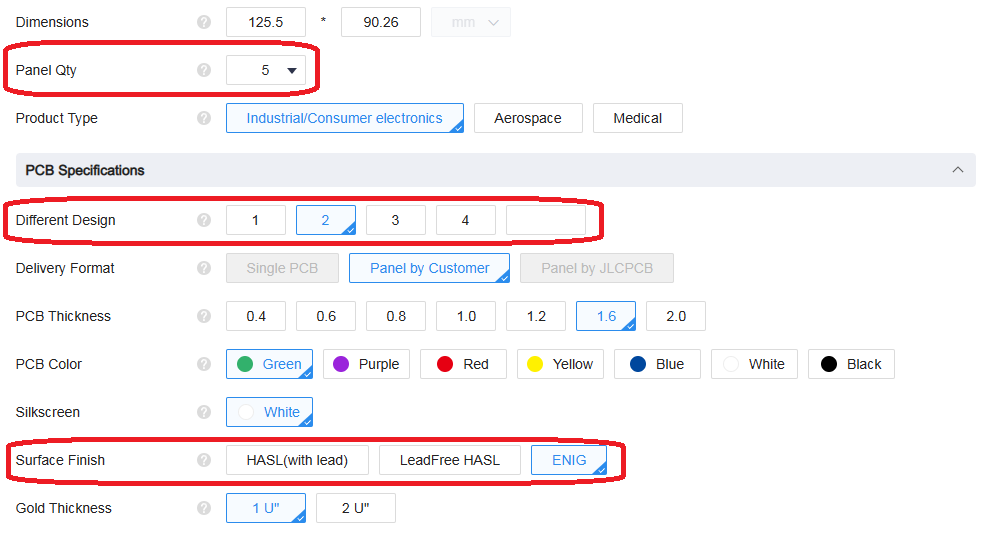 Dimensions ? 125.5 * 90.26 mm
Panel Qty ? 5
Product Type ? Industrial/Consumer electronics Aerospace Medical
PCB Specifications
Different Design ? 1 2 3 4
Delivery Format ? Single PCB Panel by Customer Panel by JLCPCB
PCB Thickness ? 0.4 0.6 0.8 1.0 1.2 1.6 2.0
PCB Color ? Green Purple Red Yellow Blue White Black
Silkscreen ? White
Surface Finish ? HASL(with lead) LeadFree HASL ENIG
Gold Thickness ? 1 U" 2 U"